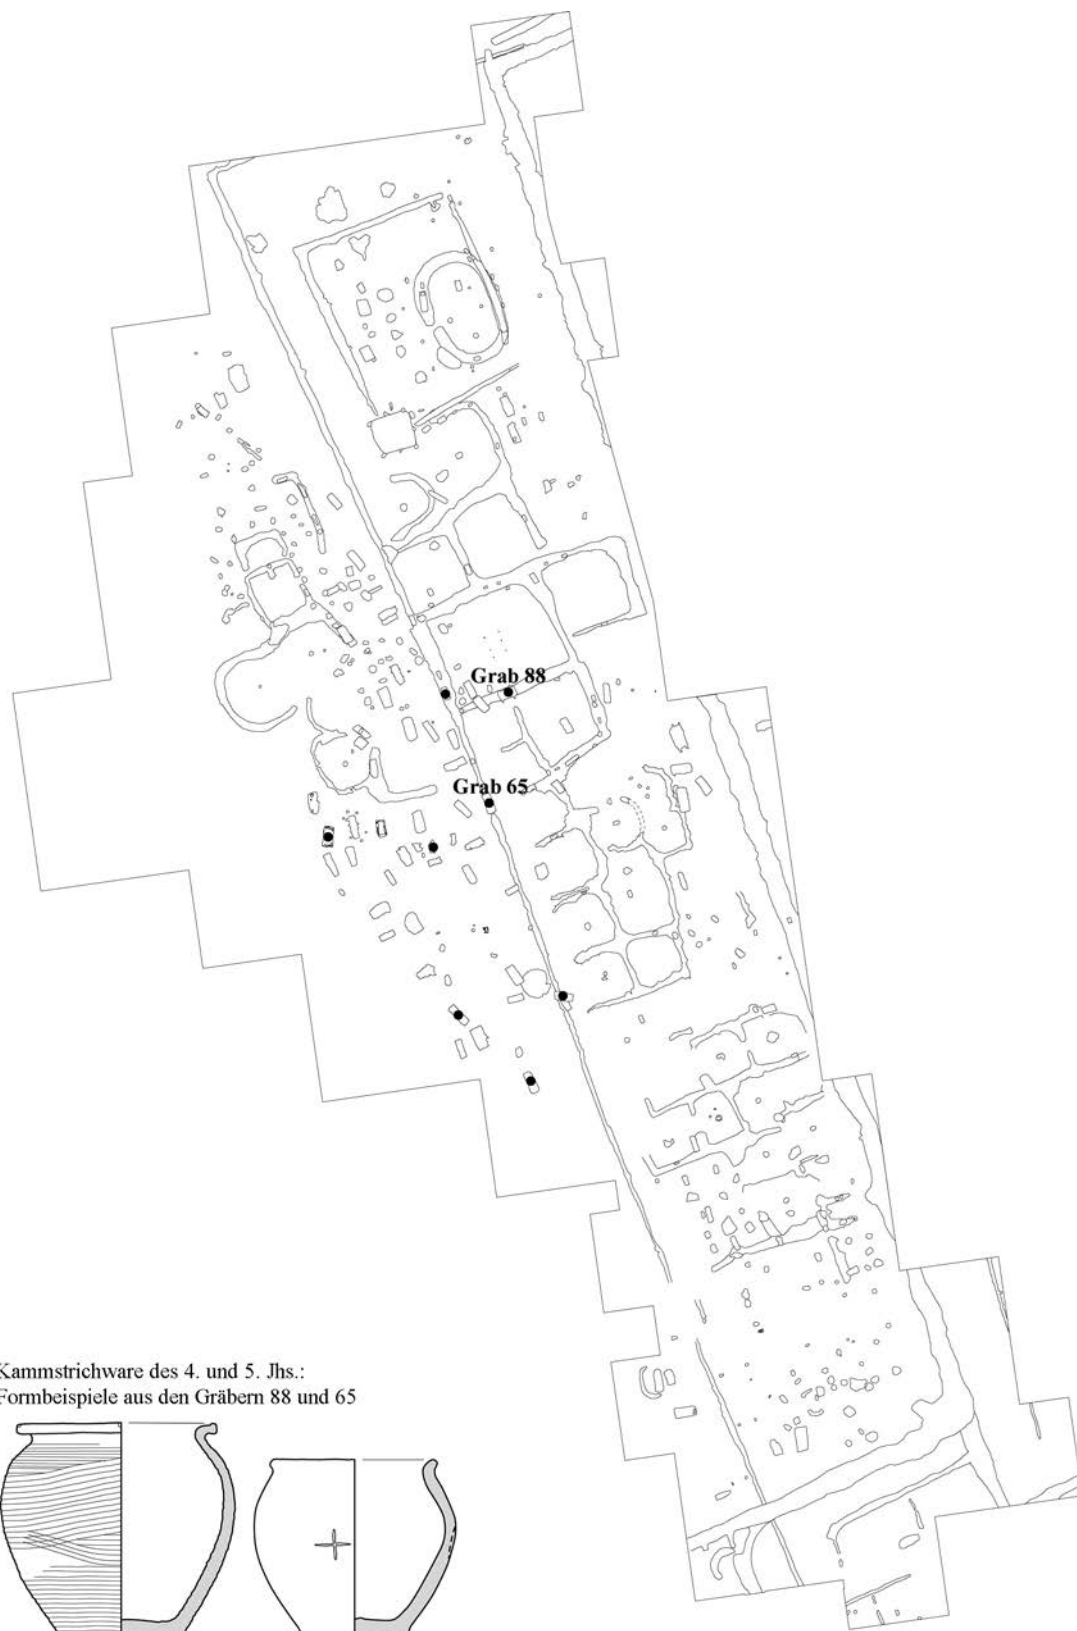 Grab 88
Grab 65
Kammstrichware des 4. und 5. Jhs.:
Formbeispiele aus den Gräbern 88 und 65